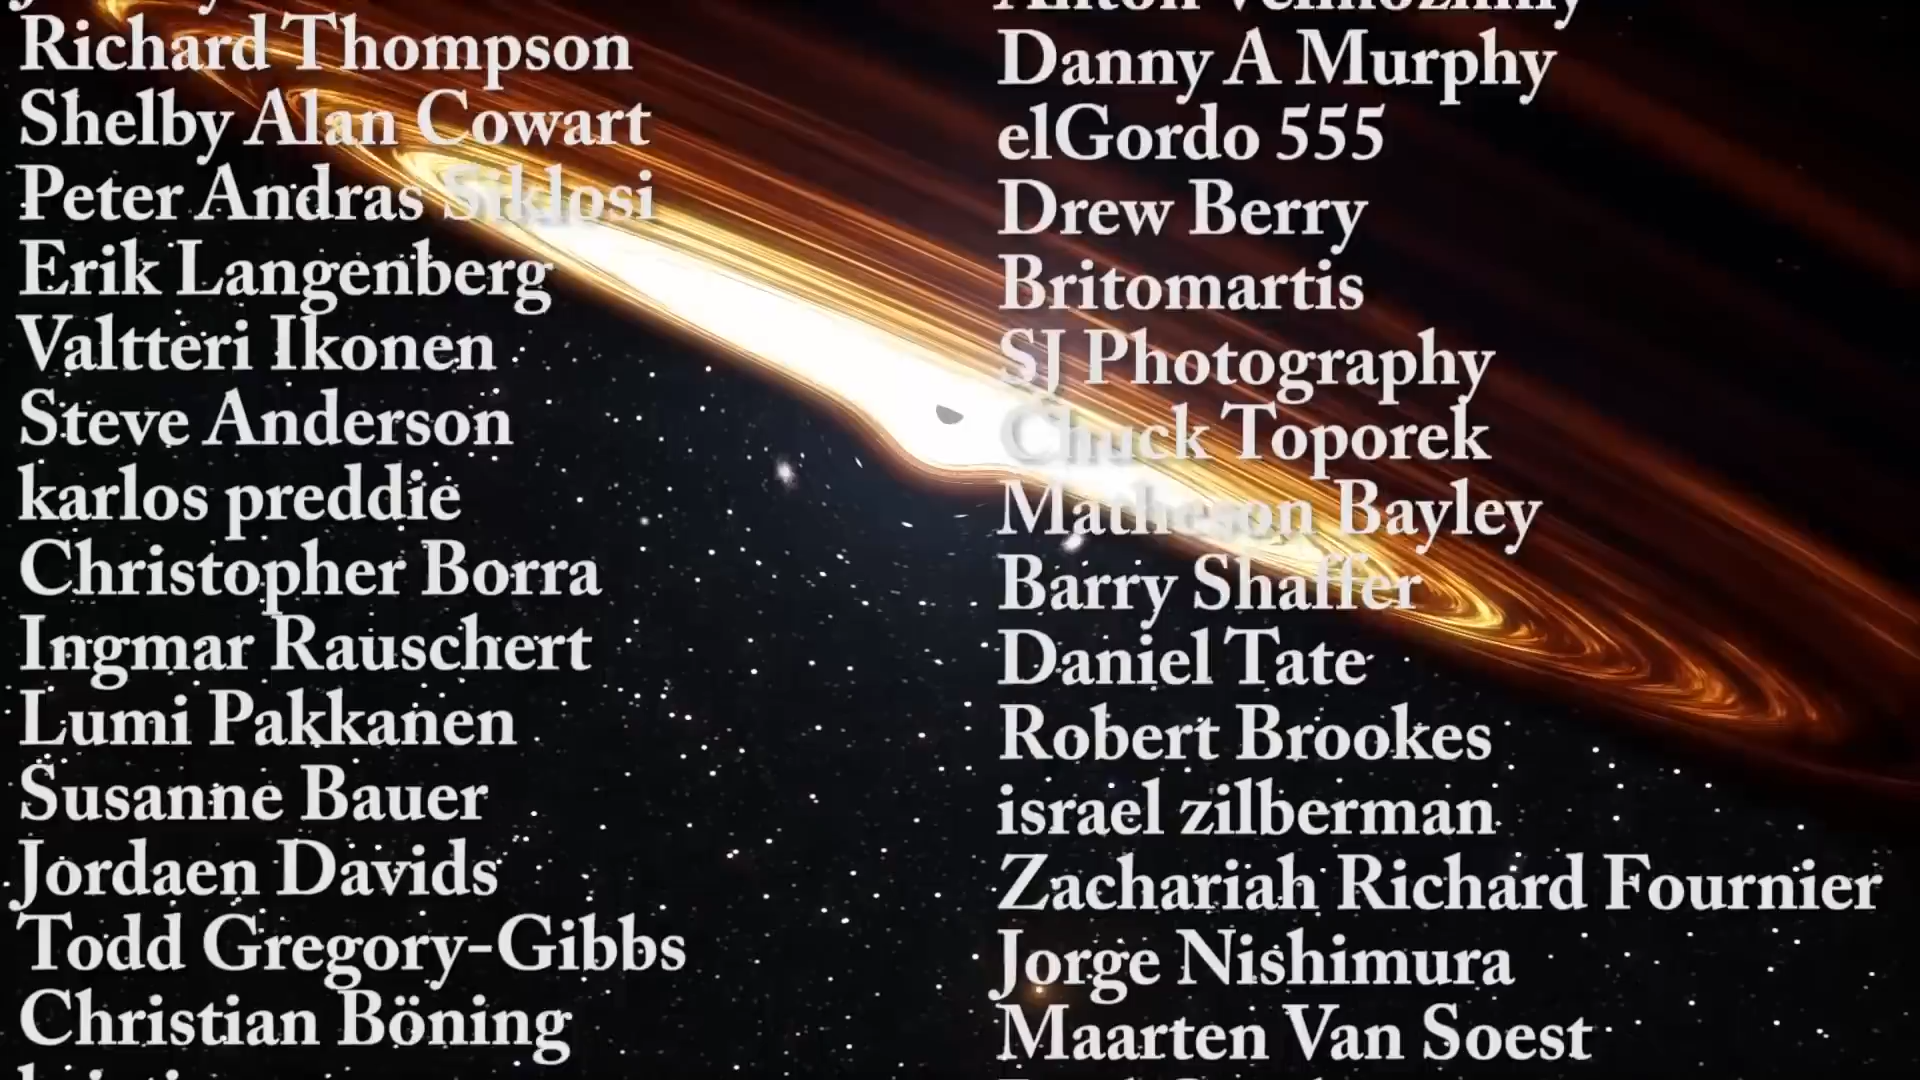 Richard Thompson
Shelby Alan Cowart
Peter Andras Siklosi
Erik Langenberg
Valtteri Ikonen
Steve Anderson
karlos preddie
Christopher Borra
Ingmar Rauschert
Lumi Pakkanen
Susanne Bauer
Jordaen Davids
Todd Gregory-Gibbs
Christian Böning
Danny A Murphy
elGordo 555
Drew Berry
Britomartis
SJ Photography
Chuck Toporek
Matheson Bayley
Barry Shaffer
Daniel Tate
Robert Brookes
israel zilberman
Zachariah Richard Fournier
Jorge Nishimura
Maarten Van Soest